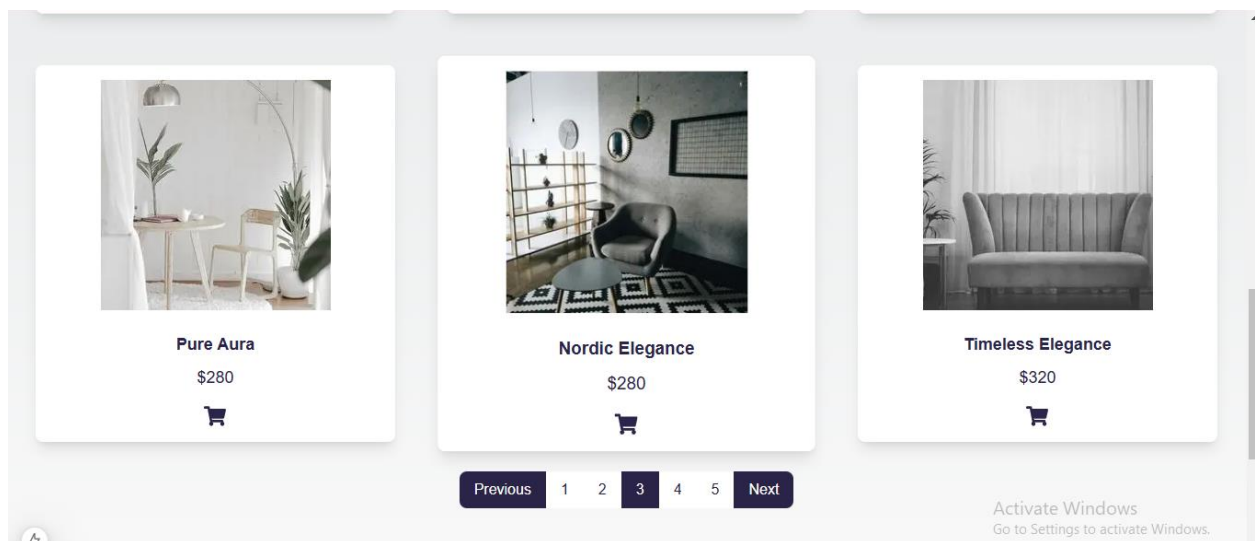 Pure Aura
$280
Nordic Elegance
$280
Timeless Elegance
$320
Previous 1 2 3 4 5 Next
Activate Windows
Go to Settings to activate Windows.